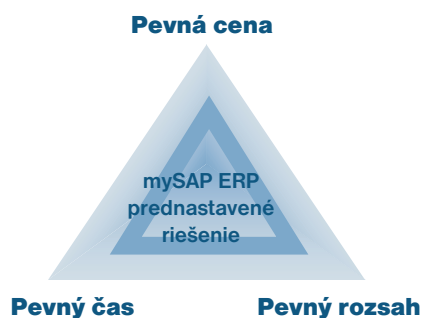 Pevná cena
mySAP ERP
prednastavené
riešenie
Pevný čas
Pevný rozsah